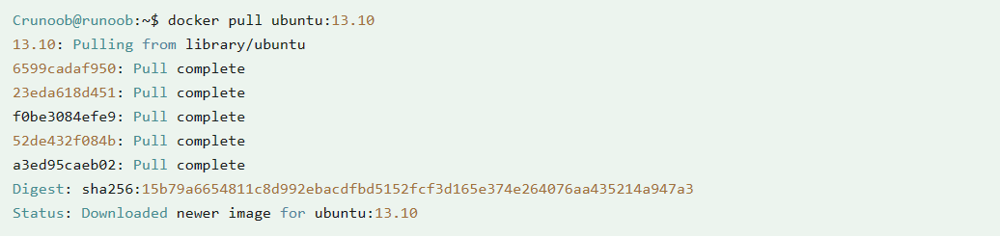 Crunoob@runoob:~$ docker pull ubuntu:13.10
13.10: Pulling from library/ubuntu
6599cadaf950: Pull complete
23eda618d451: Pull complete
f0be3084efe9: Pull complete
52de432f084b: Pull complete
a3ed95caeb02: Pull complete
Digest: sha256:15b79a6654811c8d992ebacdfbd5152fcf3d165e374e264076aa435214a947a3
Status: Downloaded newer image for ubuntu:13.10